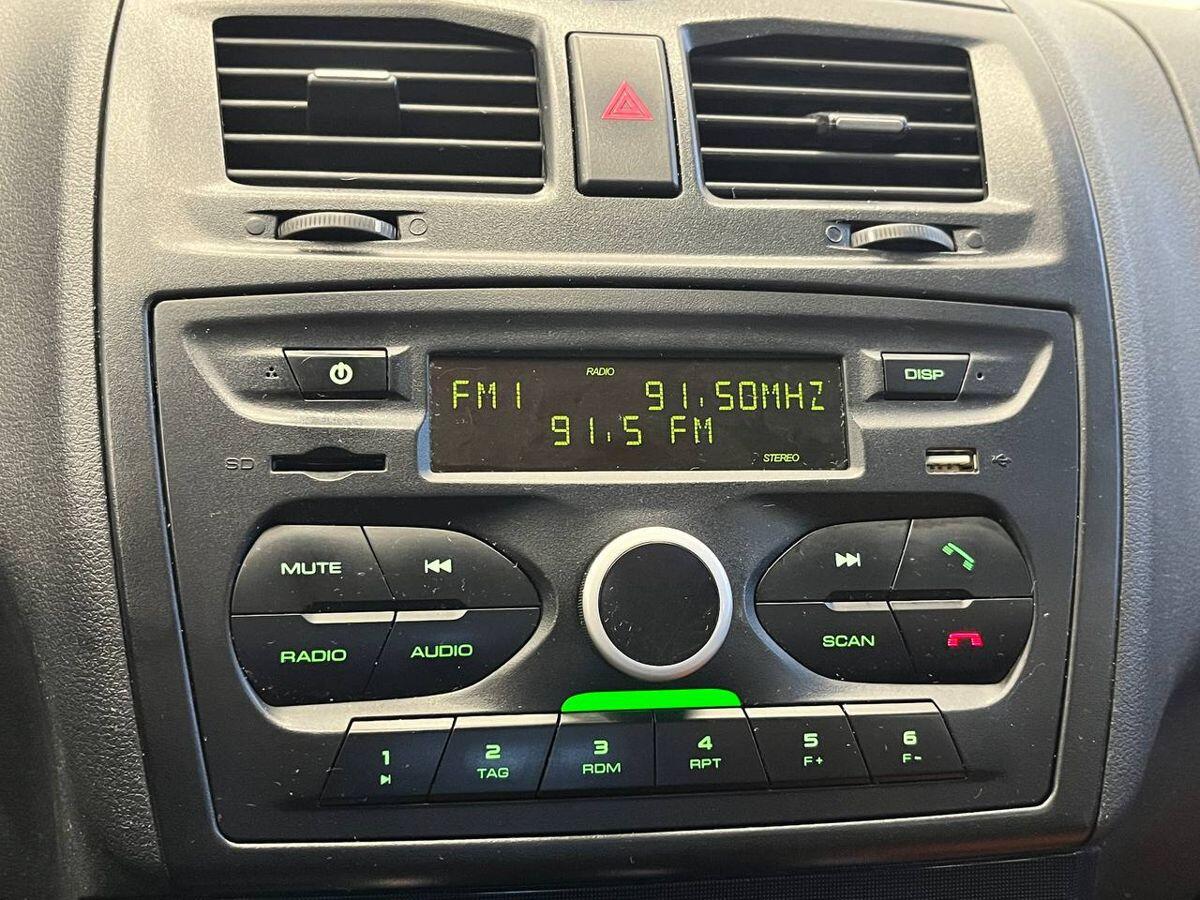 RADIO
FM1 91.50MHZ
91.5 FM
STEREO
DISP
SD
MUTE
RADIO
AUDIO
SCAN
1
2
TAG
3
RDM
4
RPT
5
F+
6
F-